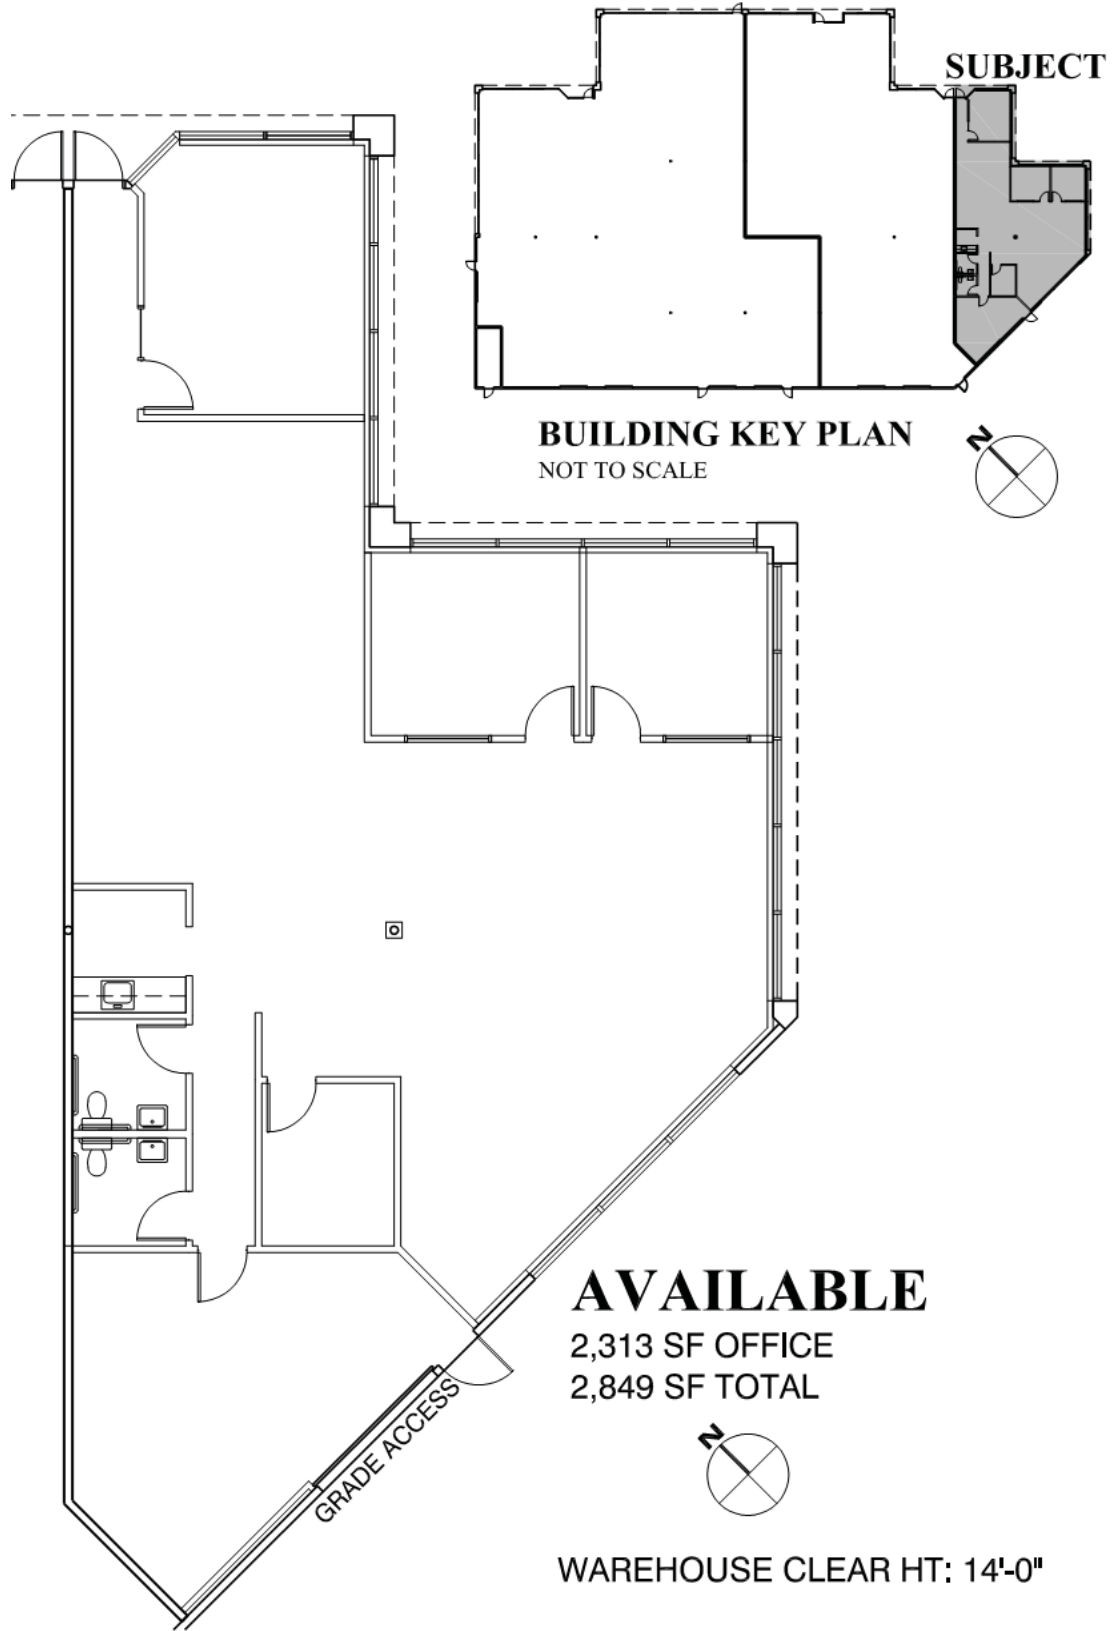 SUBJECT
BUILDING KEY PLAN
NOT TO SCALE
N
AVAILABLE
2,313 SF OFFICE
2,849 SF TOTAL
GRADE ACCESS
N
WAREHOUSE CLEAR HT: 14'-0"